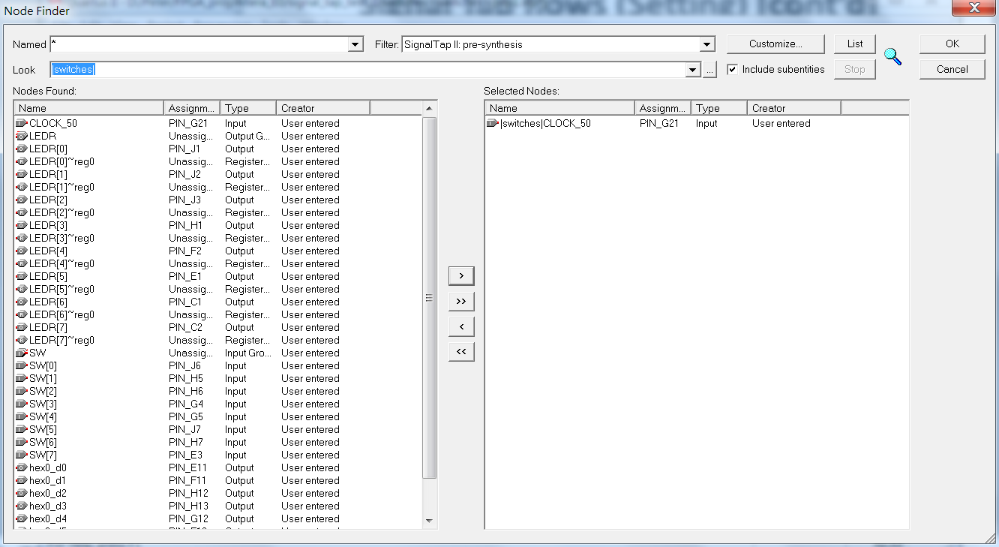 Signal Tap flows (Setting) (cont'd)
Node Finder
Named * Filter: SignalTap II: pre-synthesis Customize... List OK
Look |switches| ... Include subentities Stop Cancel
Nodes Found: Selected Nodes:
Name Assignm... Type Creator Name Assignm... Type Creator
CLOCK_50 PIN_G21 Input User entered |switches|CLOCK_50 PIN_G21 Input User entered
LEDR Unassig... Output G... User entered
LEDR[0] PIN_J1 Output User entered
LEDR[0]~reg0 Unassig... Register... User entered
LEDR[1] PIN_J2 Output User entered
LEDR[1]~reg0 Unassig... Register... User entered
LEDR[2] PIN_J3 Output User entered
LEDR[2]~reg0 Unassig... Register... User entered
LEDR[3] PIN_H1 Output User entered
LEDR[3]~reg0 Unassig... Register... User entered
LEDR[4] PIN_F2 Output User entered
LEDR[4]~reg0 Unassig... Register... User entered
LEDR[5] PIN_E1 Output User entered
> LEDR[5]~reg0 Unassig... Register... User entered
LEDR[6] PIN_C1 Output User entered
>> LEDR[6]~reg0 Unassig... Register... User entered
LEDR[7] PIN_C2 Output User entered
< LEDR[7]~reg0 Unassig... Register... User entered
<< SW Unassig... Input Gro... User entered
SW[0] PIN_J6 Input User entered
SW[1] PIN_H5 Input User entered
SW[2] PIN_H6 Input User entered
SW[3] PIN_G4 Input User entered
SW[4] PIN_G5 Input User entered
SW[5] PIN_J7 Input User entered
SW[6] PIN_H7 Input User entered
SW[7] PIN_E3 Input User entered
hex0_d0 PIN_E11 Output User entered
hex0_d1 PIN_F11 Output User entered
hex0_d2 PIN_H12 Output User entered
hex0_d3 PIN_H13 Output User entered
hex0_d4 PIN_G12 Output User entered